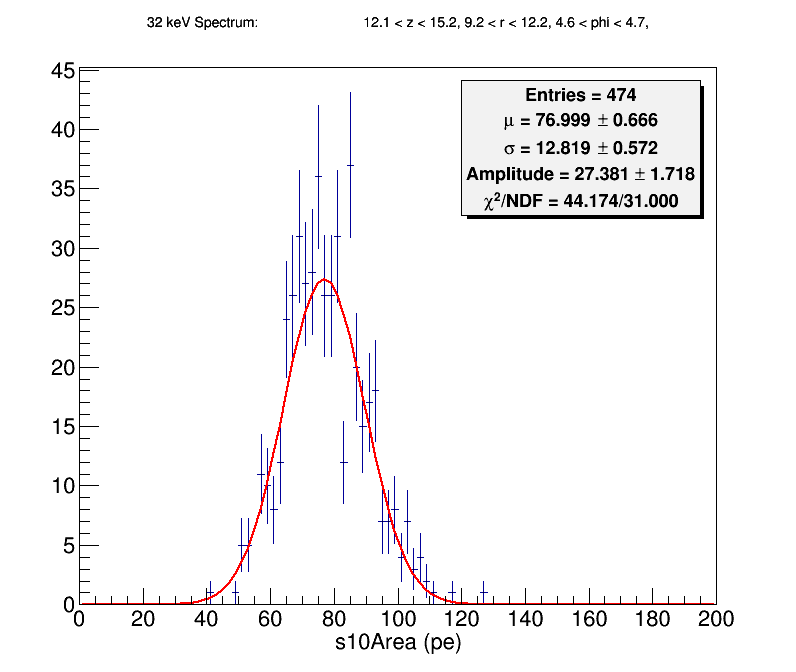 32 keV Spectrum: 12.1 < z < 15.2, 9.2 < r < 12.2, 4.6 < phi < 4.7,
45
40
35
30
25
20
15
10
5
0
Entries = 474
μ = 76.999 ± 0.666
σ = 12.819 ± 0.572
Amplitude = 27.381 ± 1.718
χ²/NDF = 44.174/31.000
0 20 40 60 80 100 120 140 160 180 200
s10Area (pe)